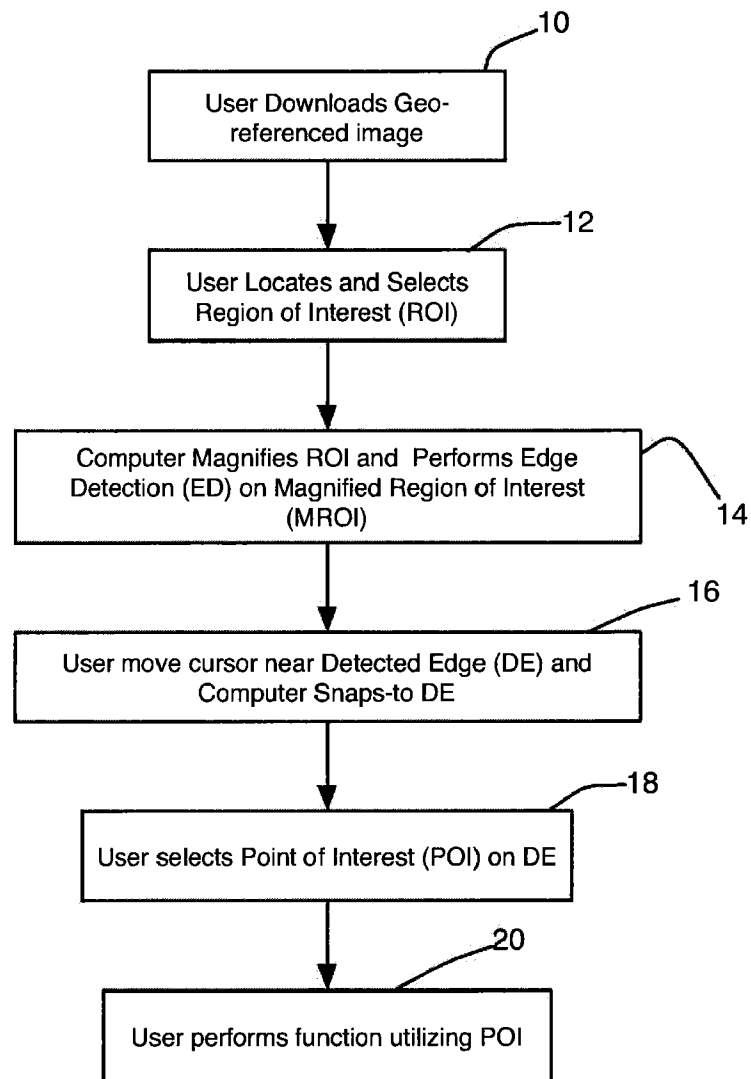 10
User Downloads Geo-
referenced image
12
User Locates and Selects
Region of Interest (ROI)
Computer Magnifies ROI and Performs Edge
Detection (ED) on Magnified Region of Interest
(MROI)
14
16
User move cursor near Detected Edge (DE) and
Computer Snaps-to DE
18
User selects Point of Interest (POI) on DE
20
User performs function utilizing POI